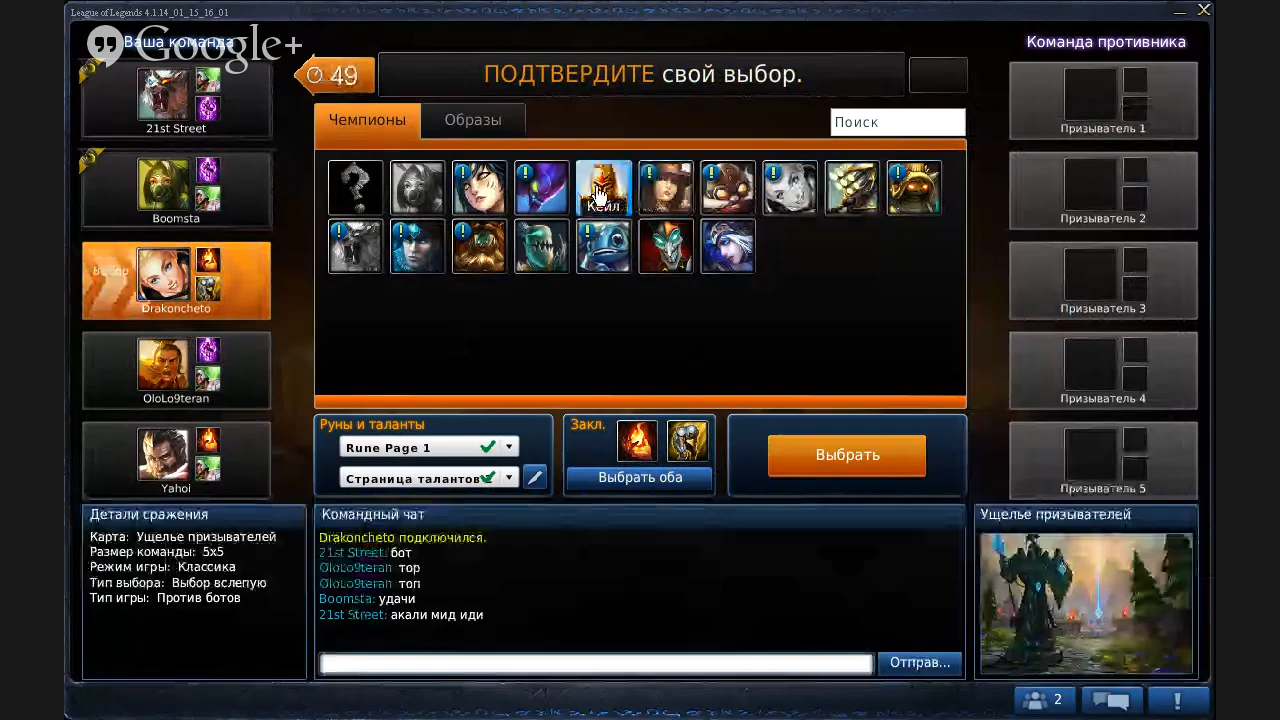 League of Legends 4.1.14_01_15_16_01
Ваша команда
Google+
49
ПОДТВЕРДИТЕ свой выбор.
Команда противника
21st Street
Boomsta
Выбор
Drakoncheto
OloLo9teran
Yahoi
Чемпионы
Образы
Поиск
Кейл
Призыватель 1
Призыватель 2
Призыватель 3
Призыватель 4
Призыватель 5
Руны и таланты
Rune Page 1
Страница талантов
Закл.
Выбрать оба
Выбрать
Детали сражения
Карта: Ущелье призывателей
Размер команды: 5x5
Режим игры: Классика
Тип выбора: Выбор вслепую
Тип игры: Против ботов
Командный чат
Drakoncheto подключился.
21st Street: бот
OloLo9teran тор
OloLo9teran топ
Boomsta: удачи
21st Street: акали мид иди
Отправ...
Ущелье призывателей
2